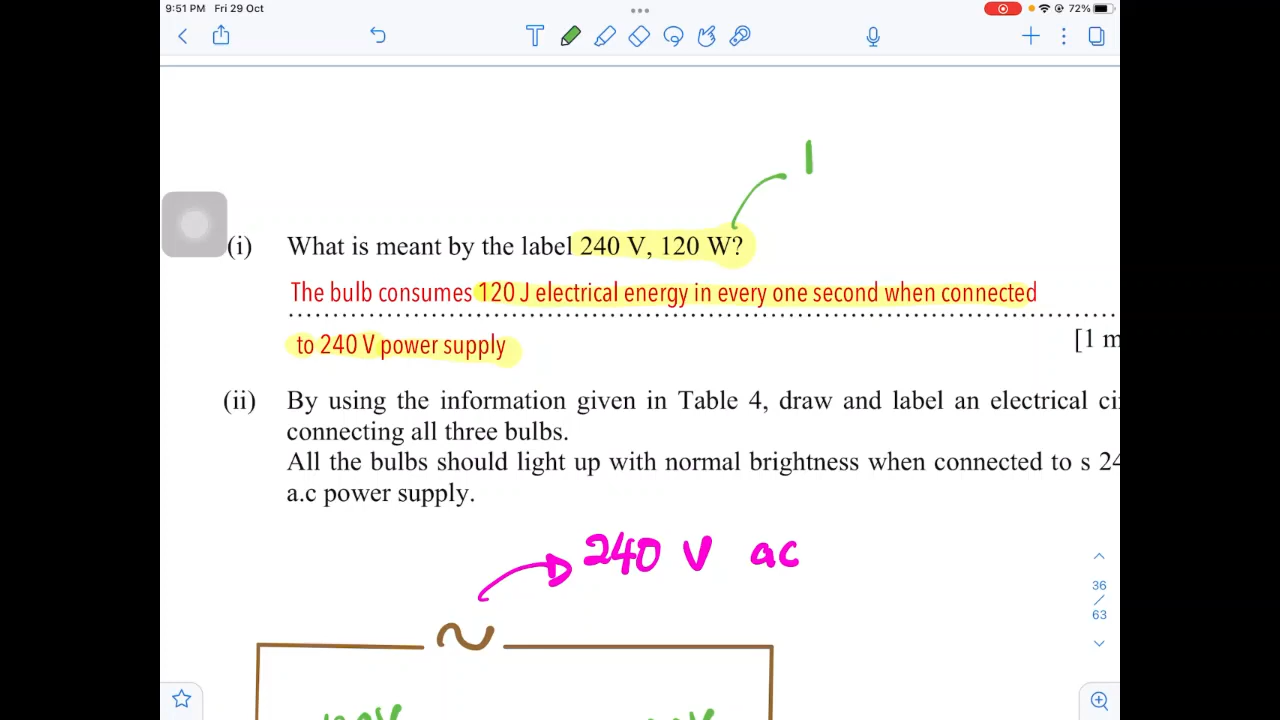 9:51 PM Fri 29 Oct
72%
T
1
(i) What is meant by the label 240 V, 120 W?
The bulb consumes 120 J electrical energy in every one second when connected
to 240 V power supply
[1 m
(ii) By using the information given in Table 4, draw and label an electrical ci
connecting all three bulbs.
All the bulbs should light up with normal brightness when connected to s 24
a.c power supply.
240 V ac
36
/
63